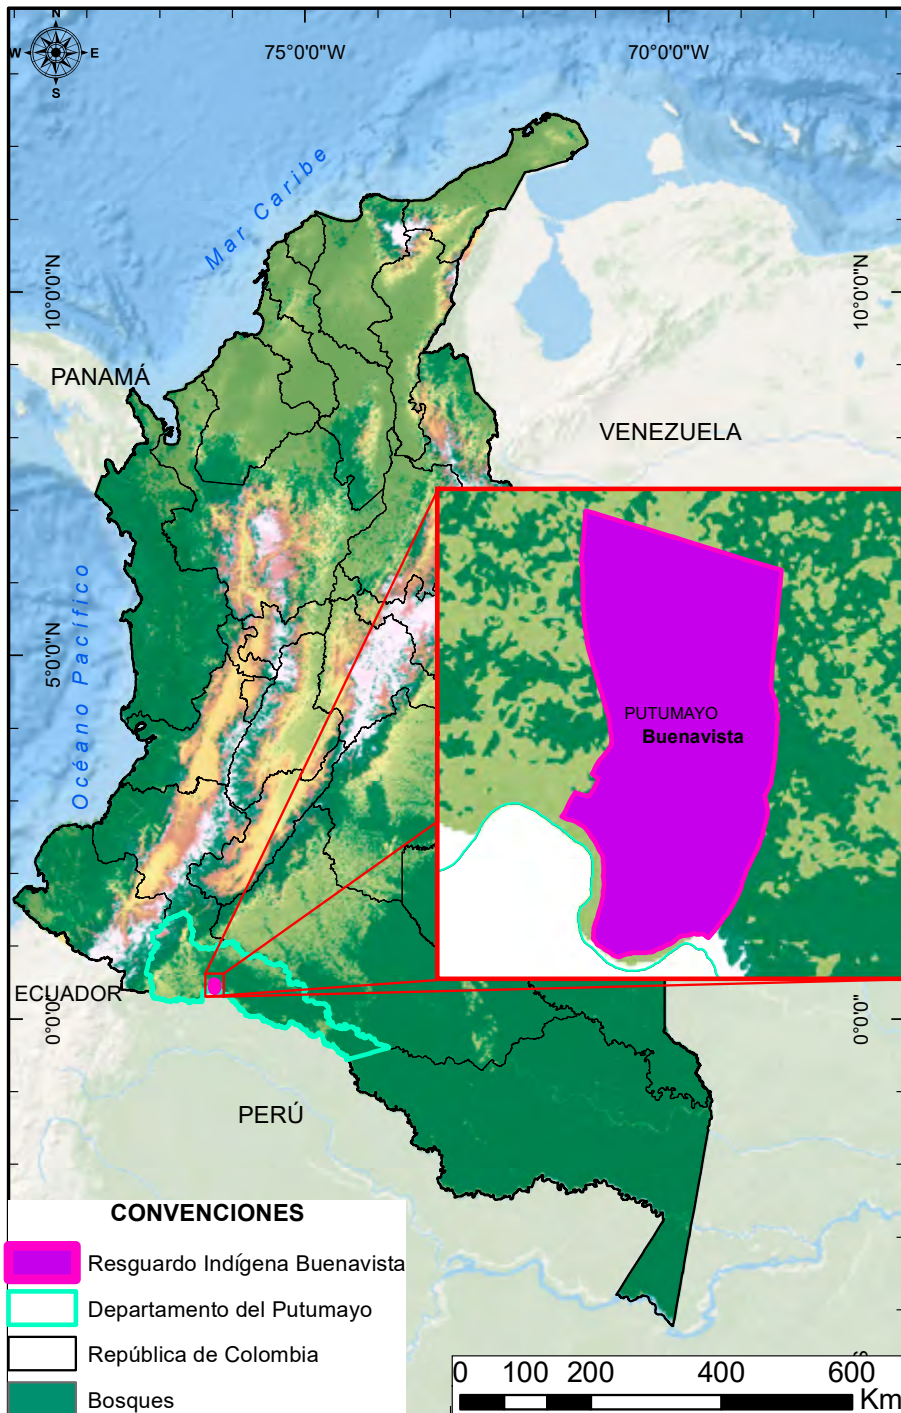 N
W E
S
75°0'0"W 70°0'0"W
Mar Caribe
10°0'0"N 10°0'0"N
PANAMÁ
VENEZUELA
Océano Pacífico
5°0'0"N
PUTUMAYO
Buenavista
ECUADOR
0°0'0" 0°0'0"
PERÚ
CONVENCIONES
Resguardo Indígena Buenavista
Departamento del Putumayo
República de Colombia
Bosques
0 100 200 400 600
Km